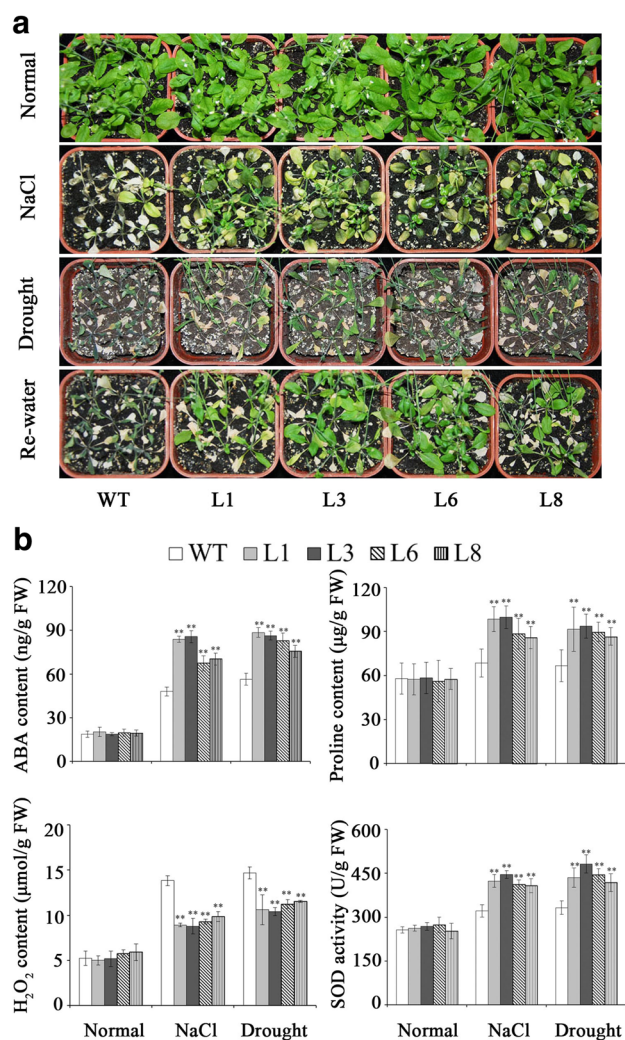 a
Normal
NaCl
Drought
Re-water
WT L1 L3 L6 L8
b
WT L1 L3 L6 L8
ABA content (ng/g FW)
120
90
60
30
0
** ** ** **
** ** ** **
Proline content (μg/g FW)
120
90
60
30
0
** ** ** **
** ** ** **
H₂O₂ content (μmol/g FW)
20
15
10
5
0
** ** ** **
** ** ** **
Normal NaCl Drought
SOD activity (U/g FW)
600
450
300
150
0
** ** ** **
** ** ** **
Normal NaCl Drought